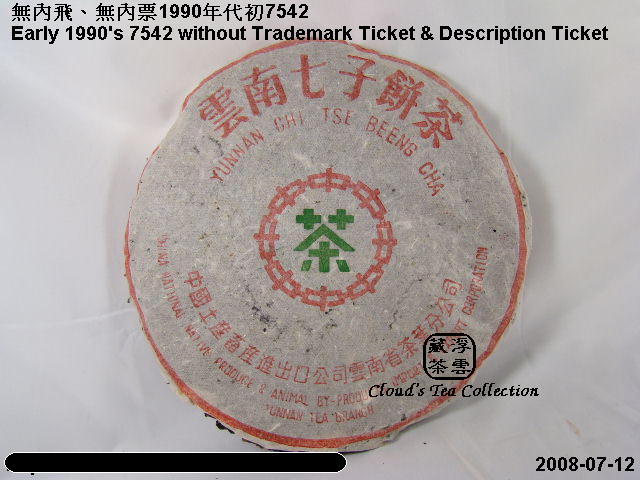 無內飛、無內票1990年代初7542
Early 1990's 7542 without Trademark Ticket & Description Ticket
雲南七子餅茶
YUNNAN CHI TSE BEENG CHA
茶
中國土產畜產進出口公司雲南省茶葉分公司
CHINA NATIONAL NATIVE PRODUCE & ANIMAL BY-PRODUCTS IMPORT & EXPORT CORPORATION
YUNNAN TEA BRANCH
浮雲藏茶
Cloud's Tea Collection
2008-07-12